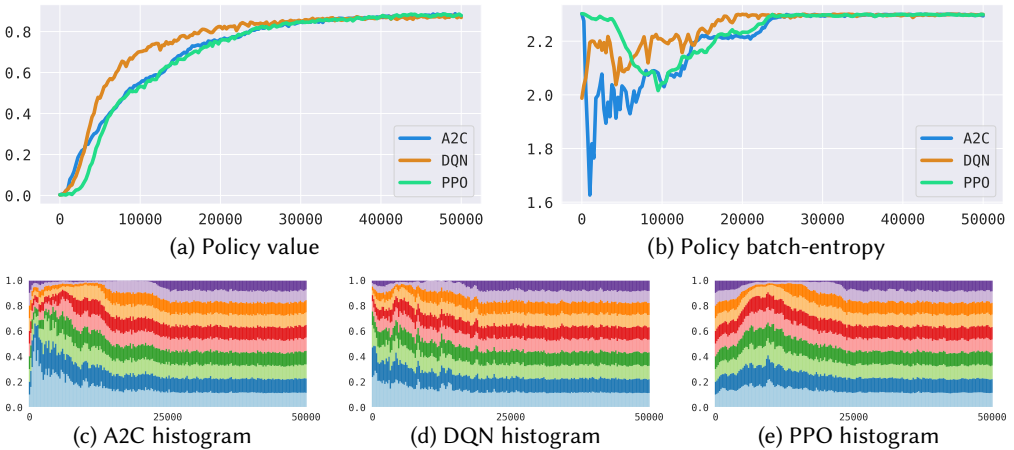 0.8
0.6
0.4
0.2
0.0
0 10000 20000 30000 40000 50000
A2C
DQN
PPO
(a) Policy value
2.2
2.0
1.8
1.6
0 10000 20000 30000 40000 50000
A2C
DQN
PPO
(b) Policy batch-entropy
1.0
0.8
0.6
0.4
0.2
0.0
0 25000 50000
(c) A2C histogram
1.0
0.8
0.6
0.4
0.2
0.0
0 25000 50000
(d) DQN histogram
1.0
0.8
0.6
0.4
0.2
0.0
0 25000 50000
(e) PPO histogram